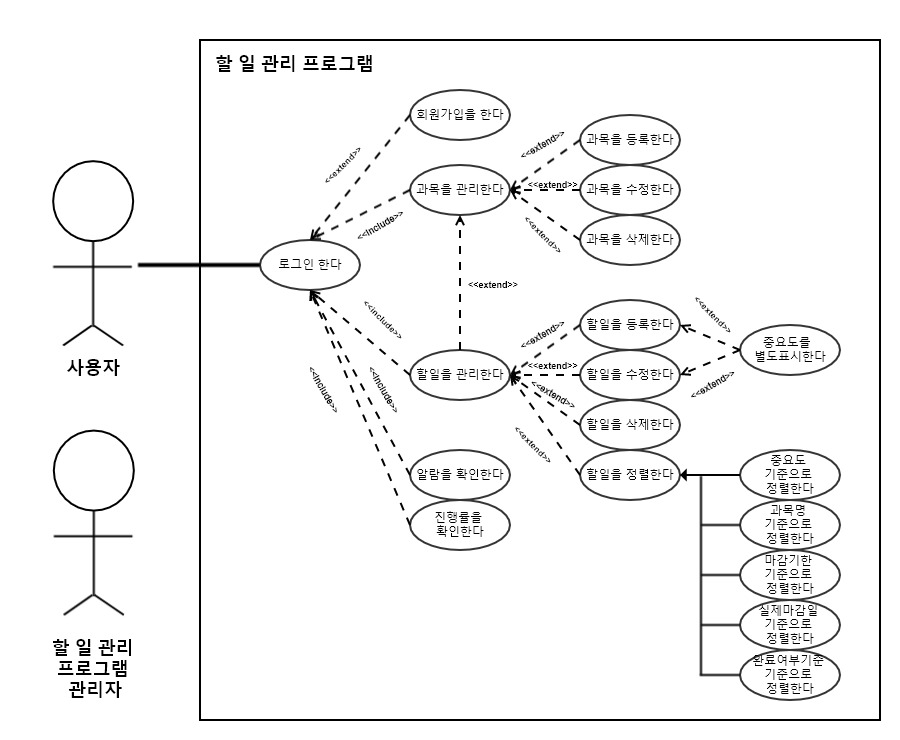 할 일 관리 프로그램
회원가입을 한다
<<extend>>
과목을 관리한다
<<include>>
과목을 등록한다
<<extend>>
과목을 수정한다
<<extend>>
과목을 삭제한다
<<extend>>
로그인 한다
<<extend>>
사용자
할일을 관리한다
<<include>>
할일을 등록한다
<<extend>>
할일을 수정한다
<<extend>>
할일을 삭제한다
<<extend>>
할일을 정렬한다
<<extend>>
중요도를
별도표시한다
<<extend>>
<<extend>>
알람을 확인한다
<<include>>
진행률을
확인한다
<<include>>
중요도
기준으로
정렬한다
과목명
기준으로
정렬한다
마감기한
기준으로
정렬한다
실제마감일
기준으로
정렬한다
완료여부기준
기준으로
정렬한다
할 일 관리
프로그램
관리자